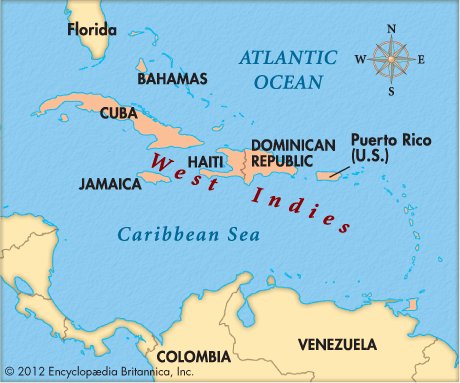 Florida
N
W
E
S
ATLANTIC
OCEAN
BAHAMAS
CUBA
DOMINICAN
REPUBLIC
Puerto Rico
(U.S.)
HAITI
JAMAICA
West Indies
Caribbean Sea
COLOMBIA
VENEZUELA
© 2012 Encyclopædia Britannica, Inc.